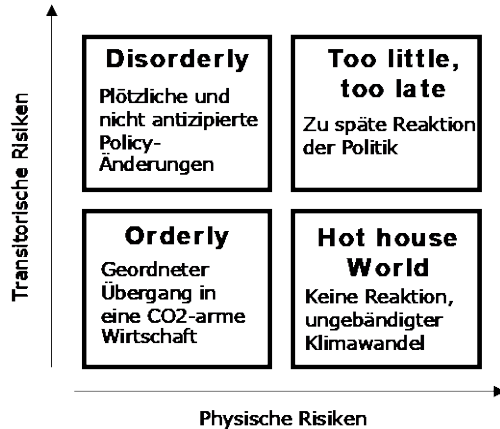 Transitorische Risiken
Disorderly
Plötzliche und
nicht antizipierte
Policy-
Änderungen
Too little,
too late
Zu späte Reaktion
der Politik
Orderly
Geordneter
Übergang in
eine CO2-arme
Wirtschaft
Hot house
World
Keine Reaktion,
ungebändigter
Klimawandel
Physische Risiken